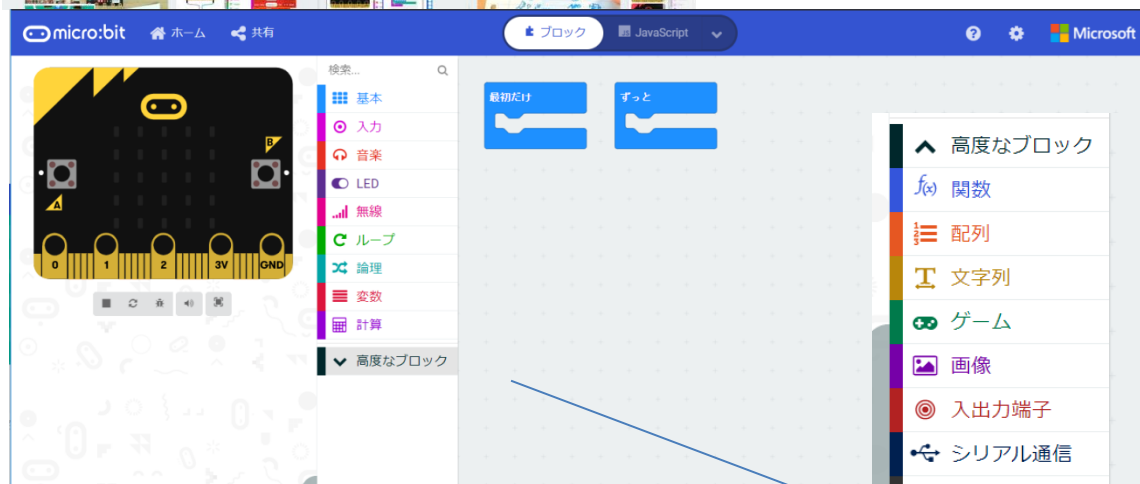 micro:bit
ホーム
共有
ブロック
JavaScript
Microsoft
検索...
基本
入力
音楽
LED
無線
ループ
論理
変数
計算
高度なブロック
最初だけ
ずっと
A
B
0
1
2
3V
GND
高度なブロック
f(x) 関数
配列
文字列
ゲーム
画像
入出力端子
シリアル通信